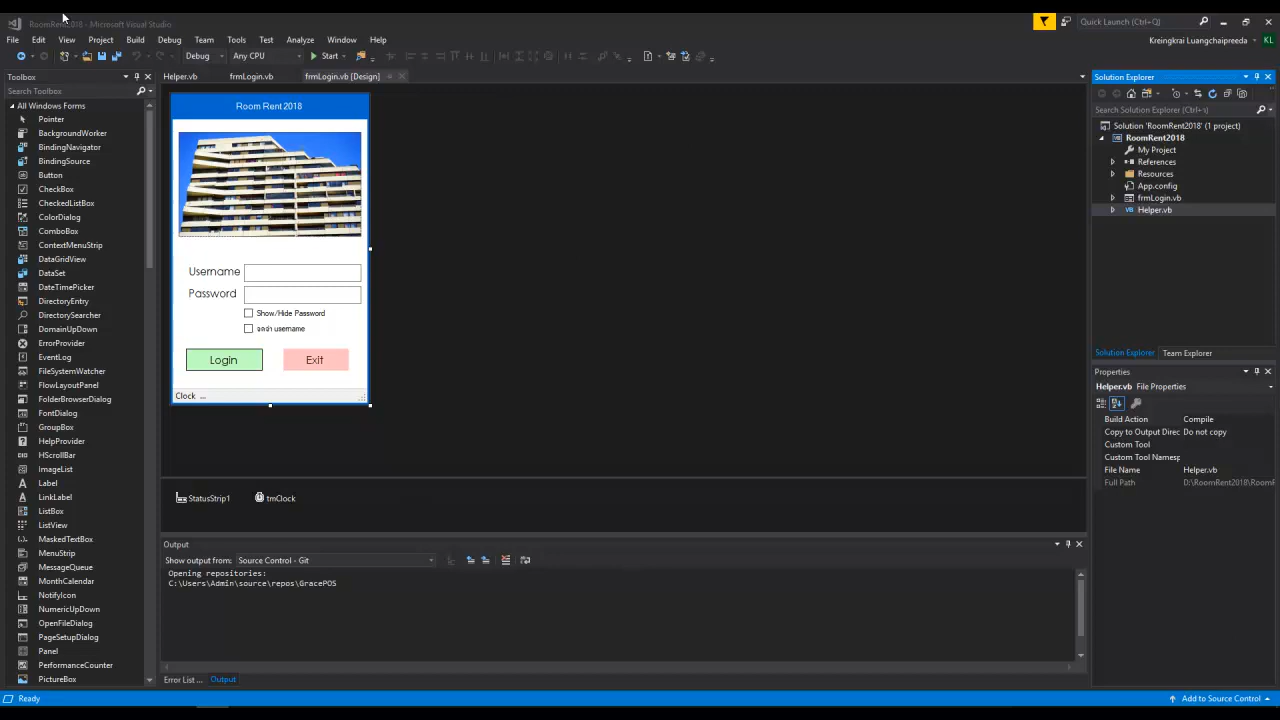 RoomRent2018 - Microsoft Visual Studio
Quick Launch (Ctrl+Q)
File Edit View Project Build Debug Team Tools Test Analyze Window Help
Kreingkrai Luangchaipreeda KL
Debug Any CPU Start
Toolbox
Helper.vb frmLogin.vb frmLogin.vb [Design]
Solution Explorer
Search Toolbox
Search Solution Explorer (Ctrl+;)
All Windows Forms
Pointer
BackgroundWorker
BindingNavigator
BindingSource
Button
CheckBox
CheckedListBox
ColorDialog
ComboBox
ContextMenuStrip
DataGridView
DataSet
DateTimePicker
DirectoryEntry
DirectorySearcher
DomainUpDown
ErrorProvider
EventLog
FileSystemWatcher
FlowLayoutPanel
FolderBrowserDialog
FontDialog
GroupBox
HelpProvider
HScrollBar
ImageList
Label
LinkLabel
ListBox
ListView
MaskedTextBox
MenuStrip
MessageQueue
MonthCalendar
NotifyIcon
NumericUpDown
OpenFileDialog
PageSetupDialog
Panel
PerformanceCounter
PictureBox
Room Rent 2018
Username
Password
Show/Hide Password
จดจำ username
Login Exit
Clock ...
StatusStrip1 tmClock
Output
Show output from: Source Control - Git
Opening repositories:
C:\Users\Admin\source\repos\GracePOS
Error List ... Output
Solution 'RoomRent2018' (1 project)
RoomRent2018
My Project
References
Resources
App.config
frmLogin.vb
Helper.vb
Solution Explorer Team Explorer
Properties
Helper.vb File Properties
Build Action Compile
Copy to Output Direc Do not copy
Custom Tool
Custom Tool Namesp
File Name Helper.vb
Full Path D:\RoomRent2018\RoomF
Ready
Add to Source Control